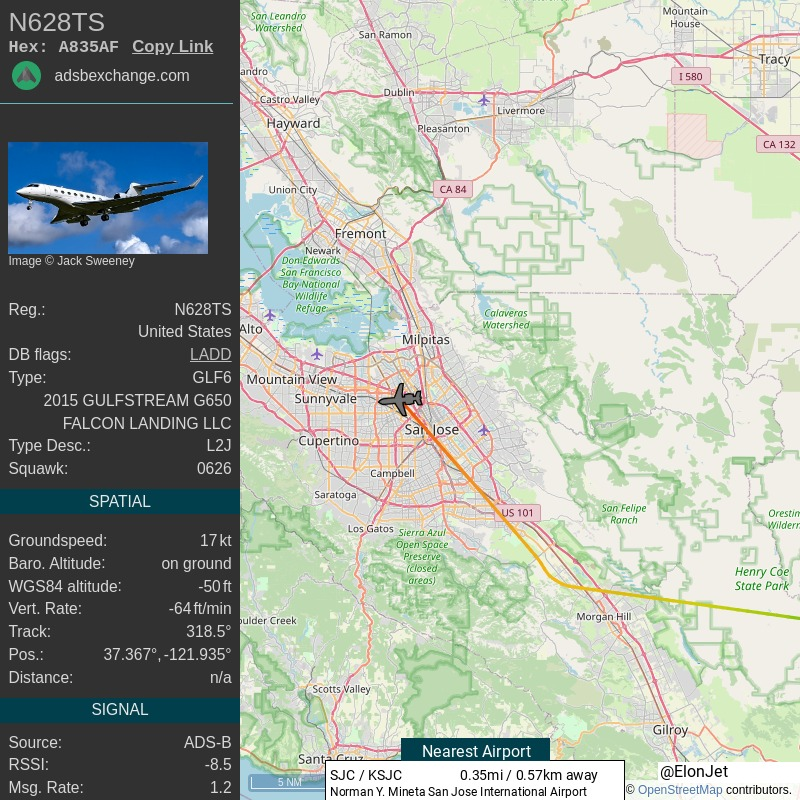 N628TS
Hex: A835AF Copy Link
adsbexchange.com
Image © Jack Sweeney
Reg.: N628TS
United States
DB flags: LADD
Type: GLF6
2015 GULFSTREAM G650
FALCON LANDING LLC
Type Desc.: L2J
Squawk: 0626
SPATIAL
Groundspeed: 17 kt
Baro. Altitude: on ground
WGS84 altitude: -50 ft
Vert. Rate: -64 ft/min
Track: 318.5°
Pos.: 37.367°, -121.935°
Distance: n/a
SIGNAL
Source: ADS-B
RSSI: -8.5
Msg. Rate: 1.2
San Leandro
Watershed
San Ramon
Mountain
House
Tracy
I 580
andro
Castro Valley
Dublin
Livermore
Hayward
Pleasanton
CA 132
Union City
CA 84
Fremont
Newark
Don Edwards
San Francisco
Bay National
Wildlife
Refuge
Calaveras
Watershed
Alto
Milpitas
Mountain View
Sunnyvale
San Jose
Cupertino
Campbell
Saratoga
US 101
San Felipe
Ranch
Orestim
Wildern
Los Gatos
Sierra Azul
Open Space
Preserve
(closed
areas)
Henry Coe
State Park
oulder Creek
Morgan Hill
Scotts Valley
Gilroy
Santa Cruz
5 NM
Nearest Airport
SJC / KSJC 0.35mi / 0.57km away
Norman Y. Mineta San Jose International Airport
@ElonJet
© OpenStreetMap contributors.